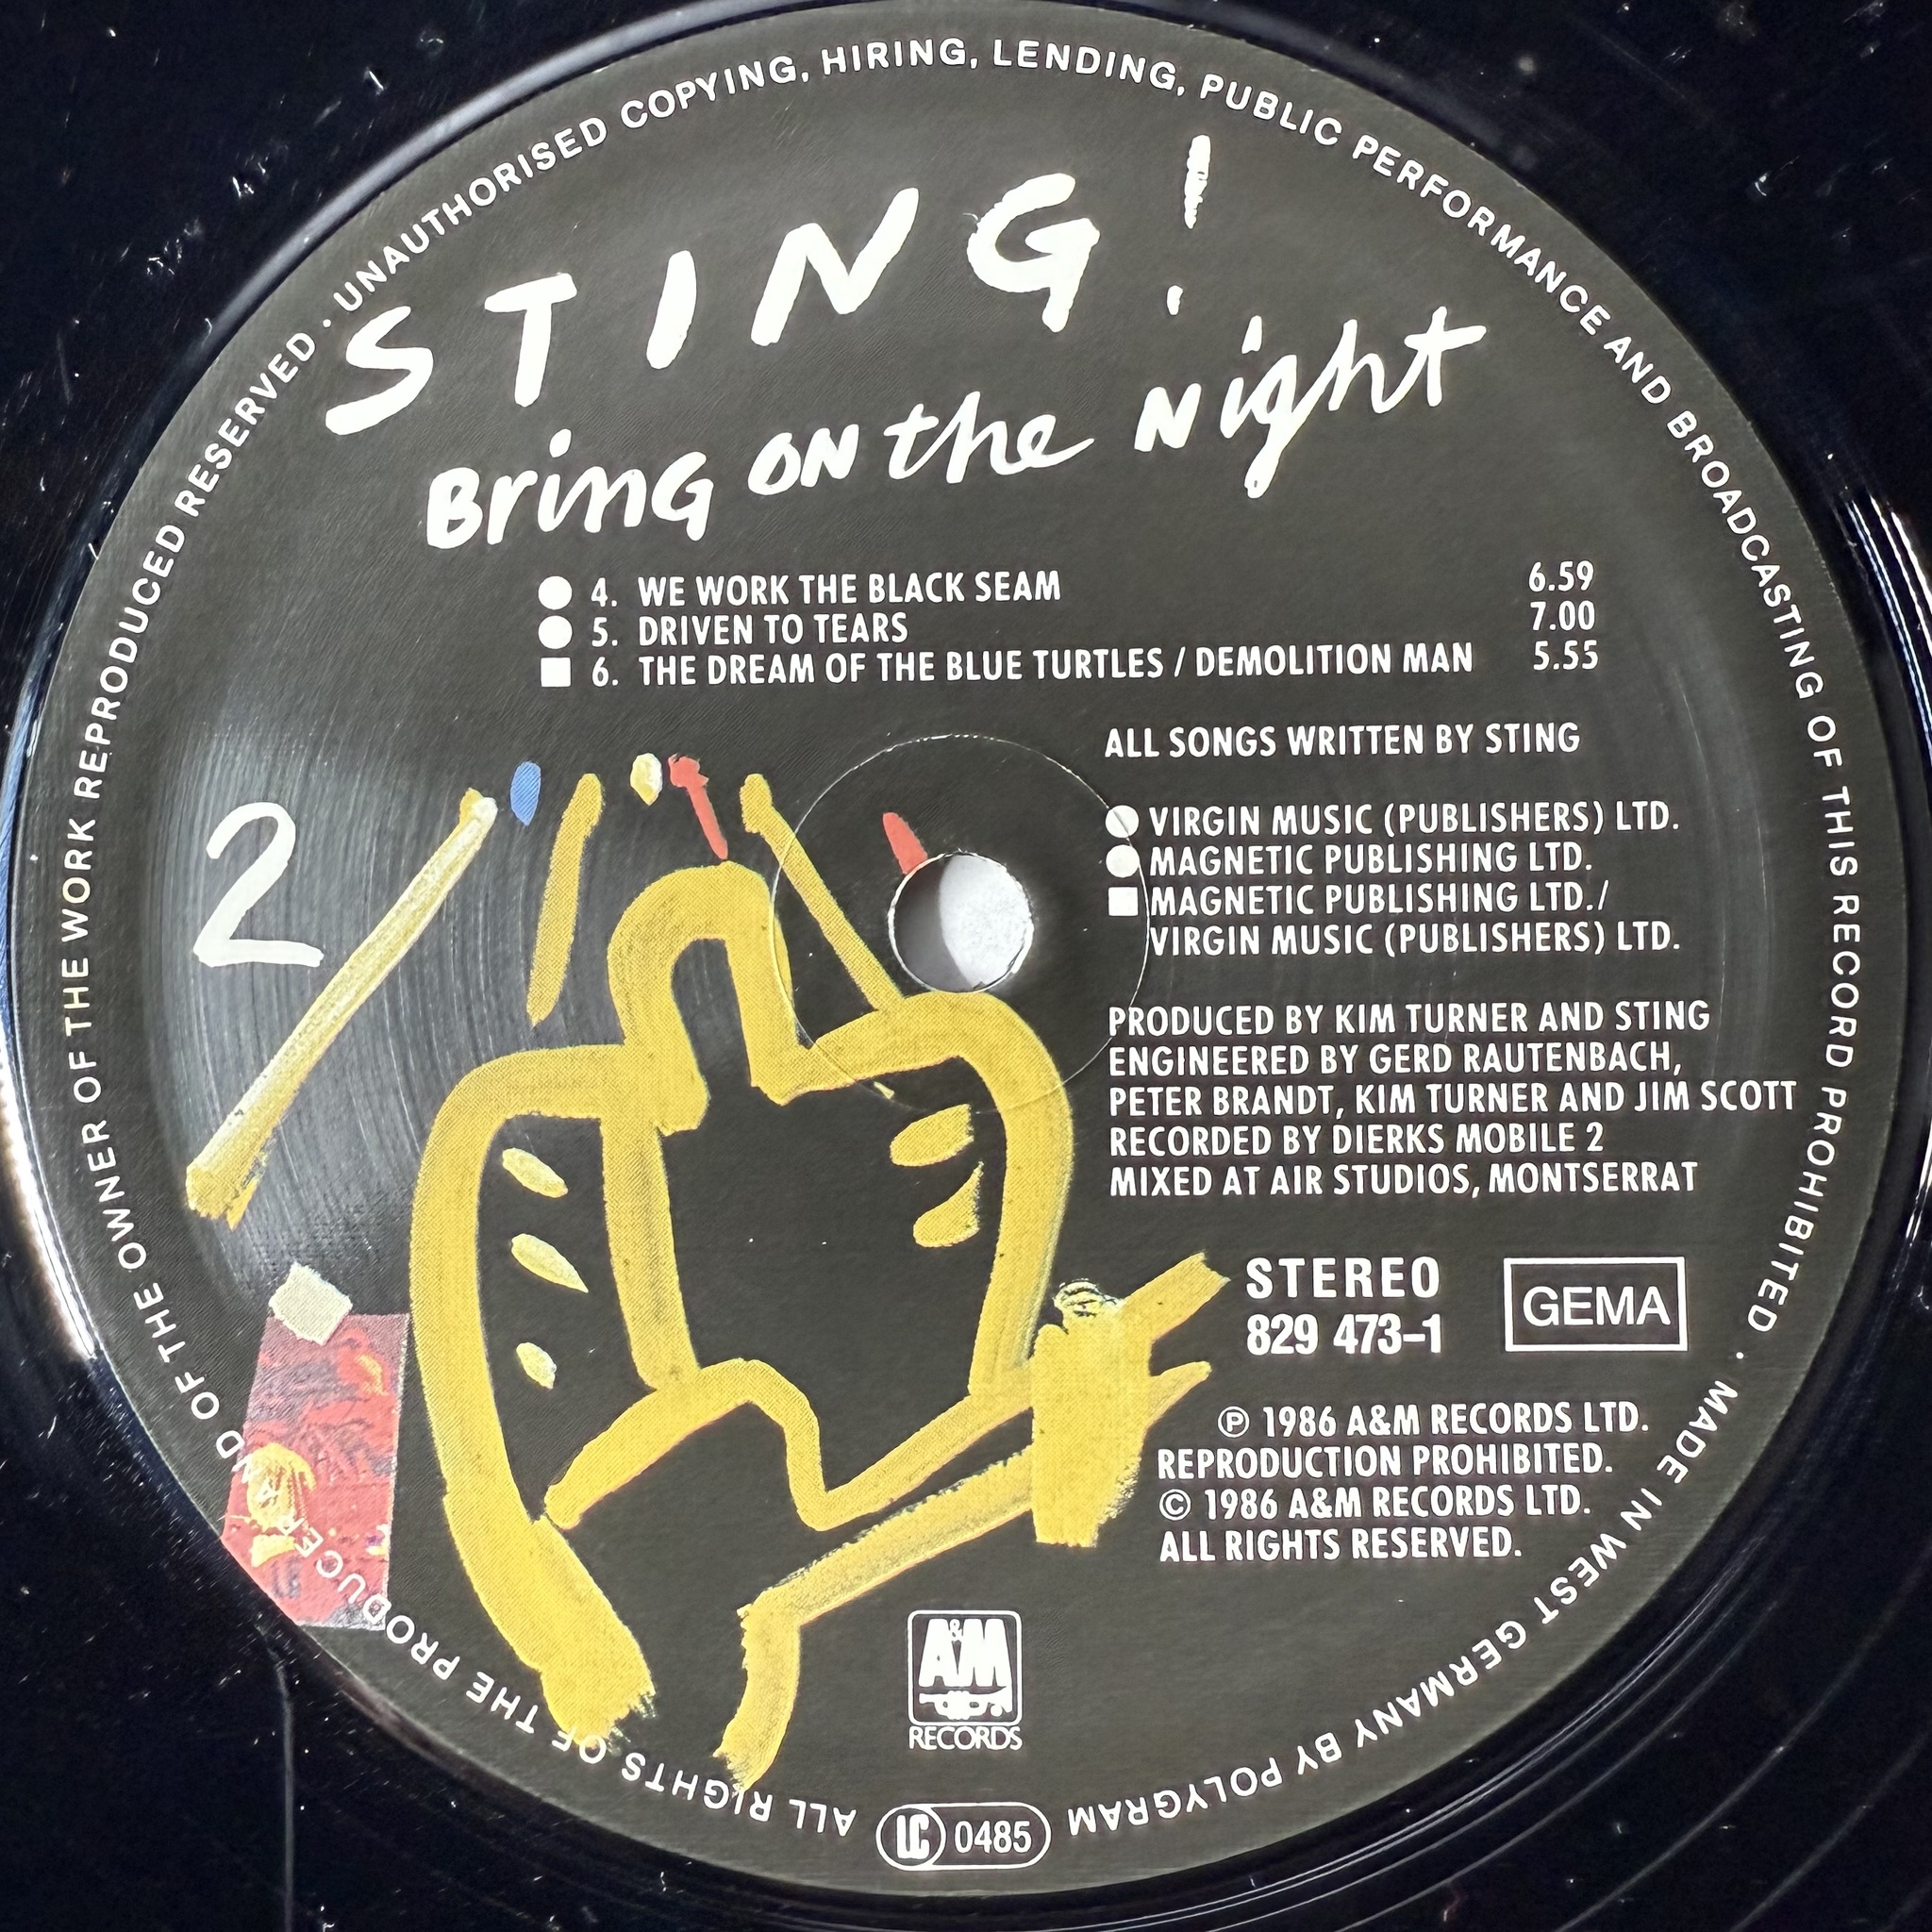 STING!
Bring on the Night
4. WE WORK THE BLACK SEAM 6.59
5. DRIVEN TO TEARS 7.00
6. THE DREAM OF THE BLUE TURTLES / DEMOLITION MAN 5.55
ALL SONGS WRITTEN BY STING
2
VIRGIN MUSIC (PUBLISHERS) LTD.
MAGNETIC PUBLISHING LTD.
MAGNETIC PUBLISHING LTD./
VIRGIN MUSIC (PUBLISHERS) LTD.
PRODUCED BY KIM TURNER AND STING
ENGINEERED BY GERD RAUTENBACH,
PETER BRANDT, KIM TURNER AND JIM SCOTT
RECORDED BY DIERKS MOBILE 2
MIXED AT AIR STUDIOS, MONTSERRAT
STEREO
829 473-1
GEMA
Ⓟ 1986 A&M RECORDS LTD.
REPRODUCTION PROHIBITED.
© 1986 A&M RECORDS LTD.
ALL RIGHTS RESERVED.
A&M
RECORDS
LC 0485
ALL RIGHTS OF THE PRODUCER AND OF THE OWNER OF THE WORK REPRODUCED RESERVED · UNAUTHORISED COPYING, HIRING, LENDING, PUBLIC PERFORMANCE AND BROADCASTING OF THIS RECORD PROHIBITED · MADE IN WEST GERMANY BY POLYGRAM